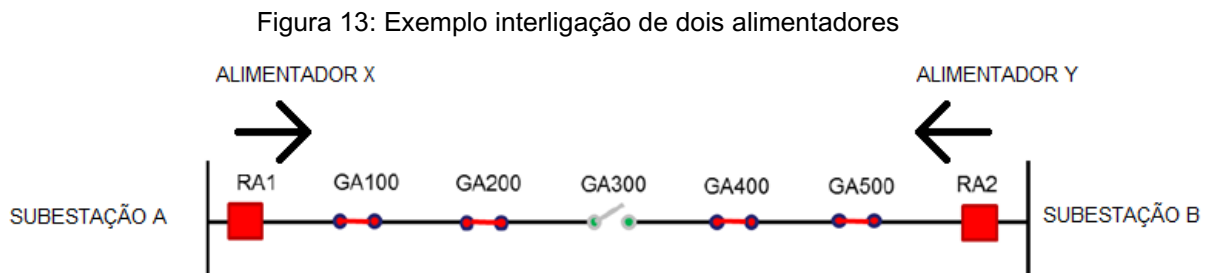 Figura 13: Exemplo interligação de dois alimentadores
ALIMENTADOR X
ALIMENTADOR Y
RA1 GA100 GA200 GA300 GA400 GA500 RA2
SUBESTAÇÃO A
SUBESTAÇÃO B